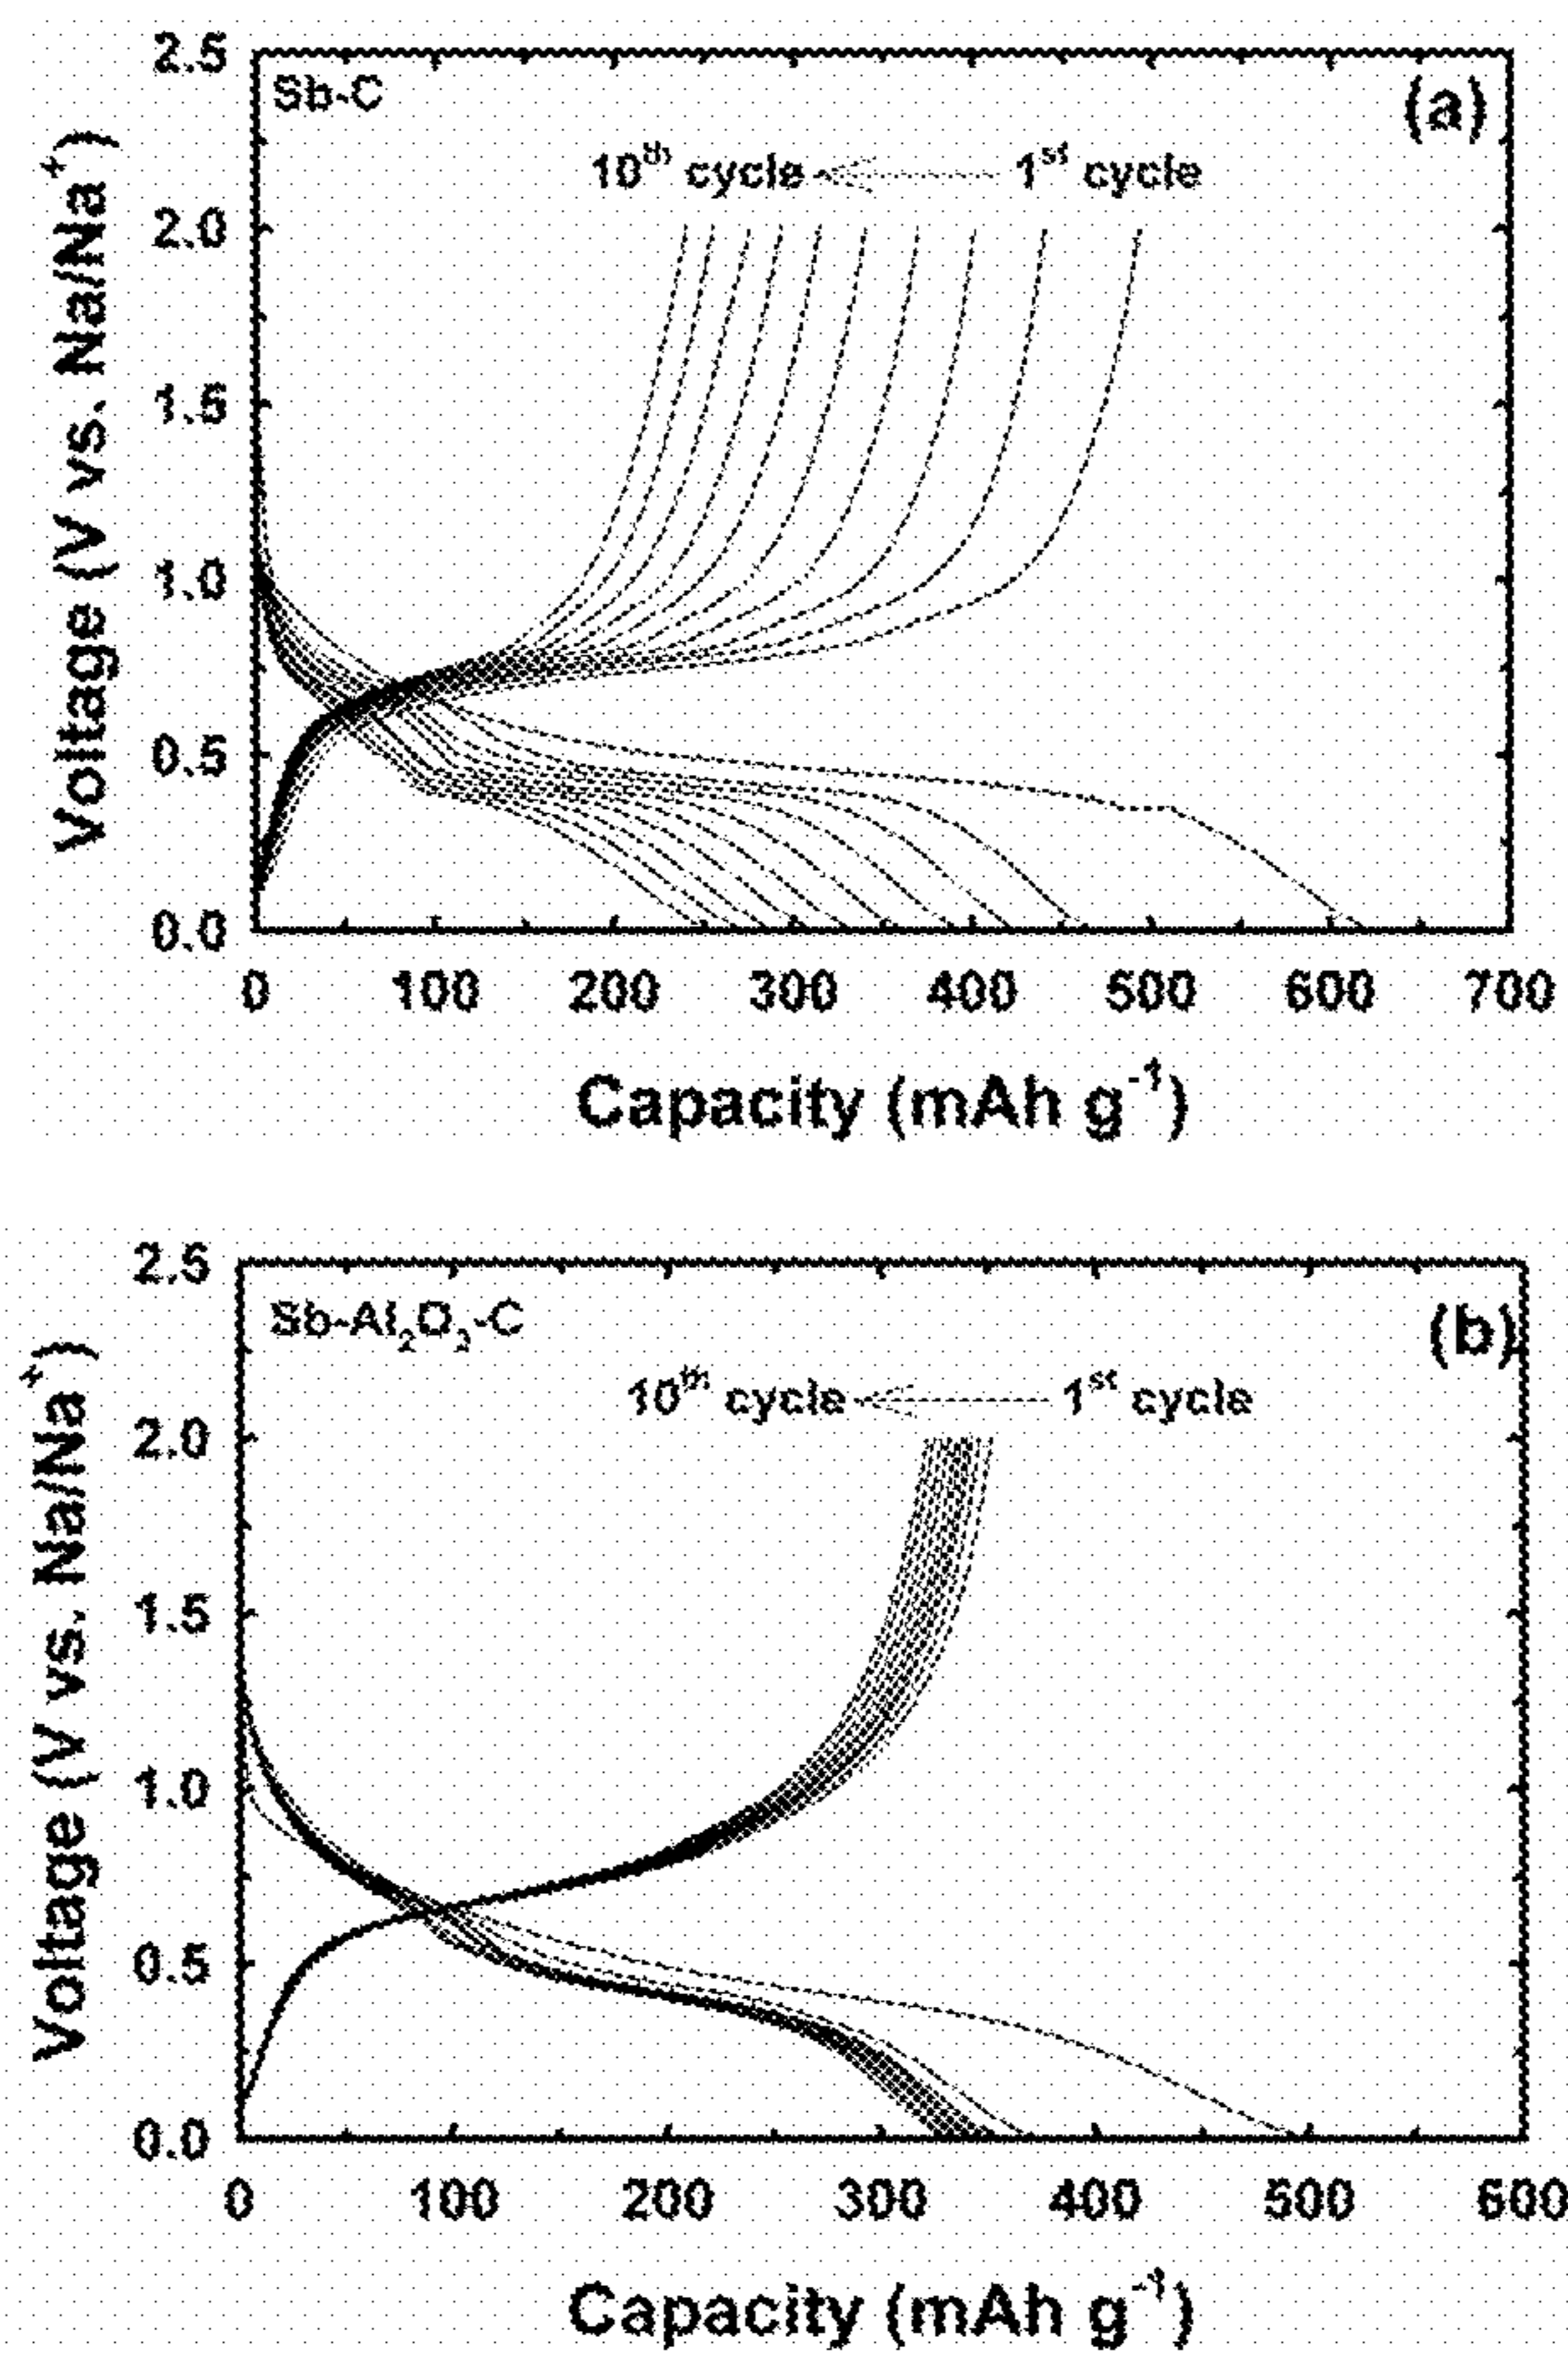 2.5
Sb-C
(a)
10th cycle
1st cycle
2.0
1.5
1.0
0.5
0.0
Voltage (V vs. Na/Na+)
0 100 200 300 400 500 600 700
Capacity (mAh g-1)
2.5
Sb-Al2O3-C
(b)
10th cycle
1st cycle
2.0
1.5
1.0
0.5
0.0
Voltage (V vs. Na/Na+)
0 100 200 300 400 500 600
Capacity (mAh g-1)